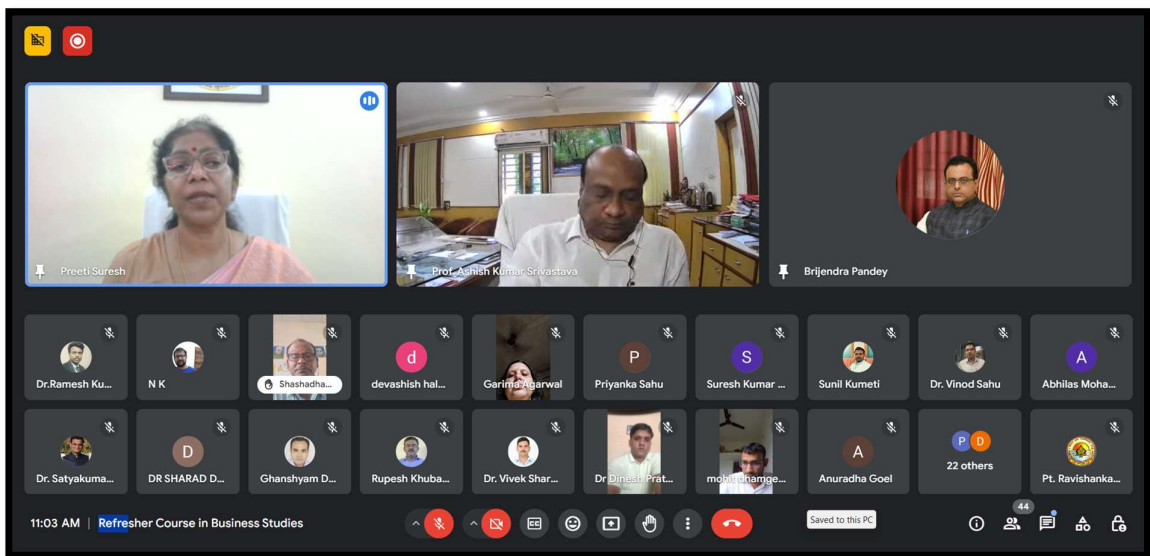 Preeti Suresh
Prof. Ashish Kumar Srivastava
Brijendra Pandey
Dr.Ramesh Ku...
N K
Shashadha...
d
devashish hal...
Garima Agarwal
P
Priyanka Sahu
S
Suresh Kumar ...
Sunil Kumeti
Dr. Vinod Sahu
A
Abhilas Moha...
Dr. Satyakuma...
D
DR SHARAD D...
Ghanshyam D...
Rupesh Khuba...
Dr. Vivek Shar...
Dr Dinesh Prat...
mohit dhamge...
A
Anuradha Goel
P D
22 others
Pt. Ravishanka...
11:03 AM | Refresher Course in Business Studies
CC
Saved to this PC
44